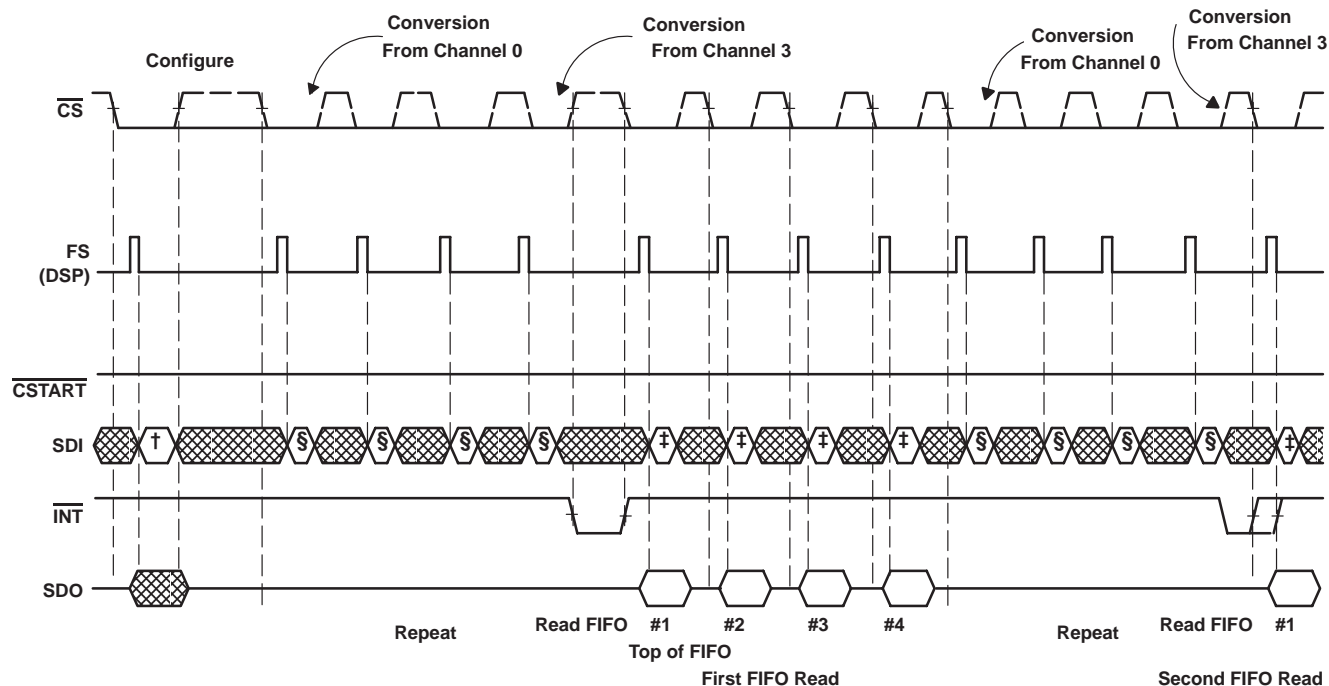 Conversion
From Channel 0
Conversion
From Channel 3
Conversion
From Channel 0
Conversion
From Channel 3
Configure
CS
FS
(DSP)
CSTART
SDI
† § § § § ‡ ‡ ‡ ‡ § § § § ‡
INT
SDO
Repeat
Read FIFO #1 #2 #3 #4
Top of FIFO
First FIFO Read
Repeat
Read FIFO #1
Second FIFO Read